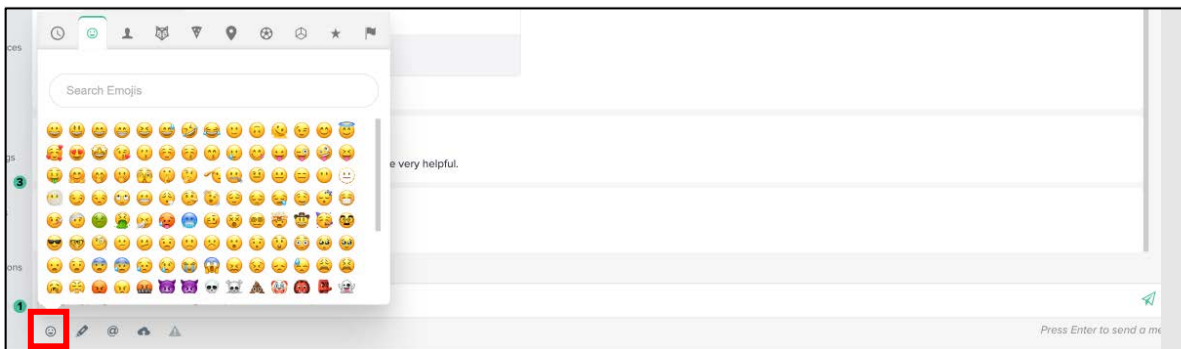 ces
Search Emojis
gs
e very helpful.
3
ons
1
@
Press Enter to send a me